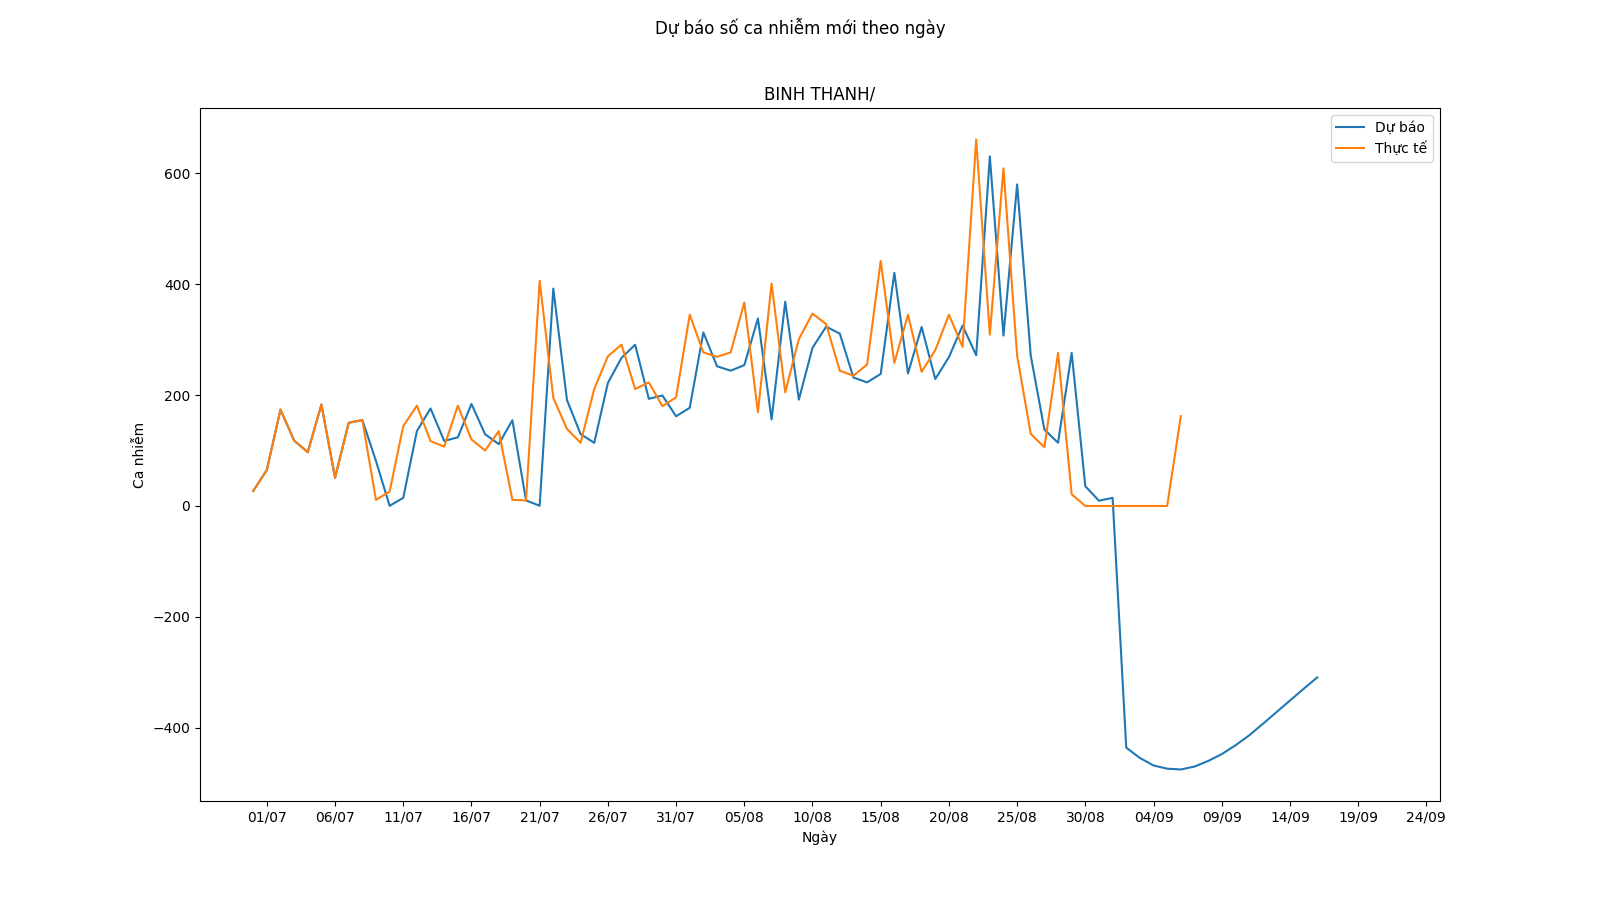 Dự báo số ca nhiễm mới theo ngày
BINH THANH/
Dự báo
Thực tế
600
400
200
0
−200
−400
Ca nhiễm
01/07 06/07 11/07 16/07 21/07 26/07 31/07 05/08 10/08 15/08 20/08 25/08 30/08 04/09 09/09 14/09 19/09 24/09
Ngày